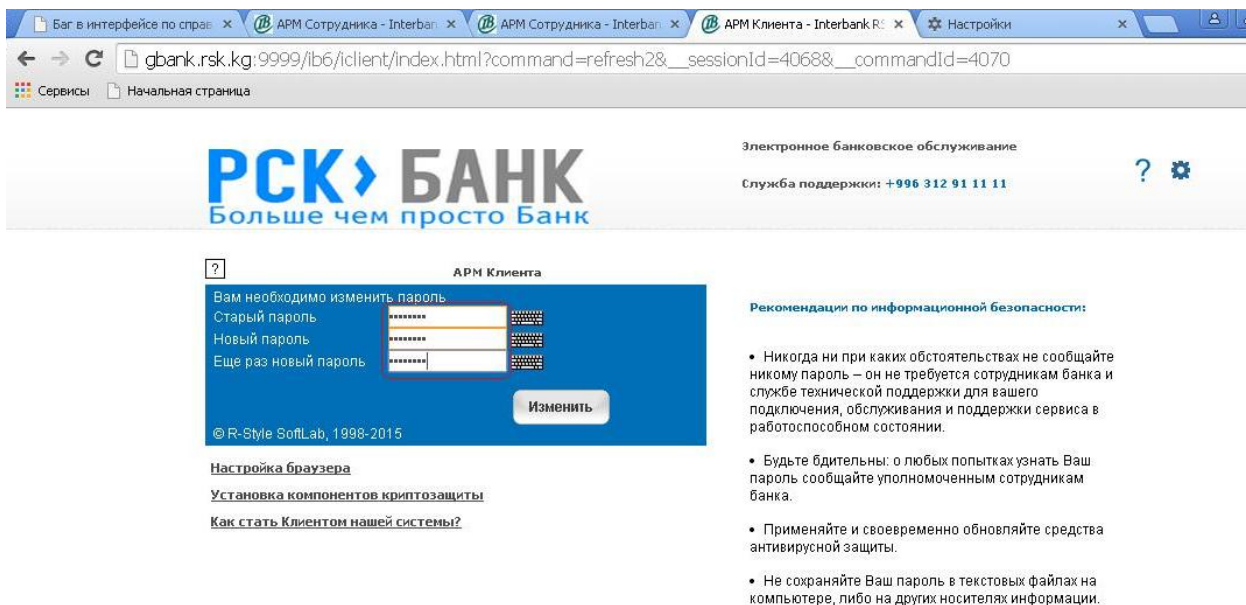 Баг в интерфейсе по справ
АРМ Сотрудника - Interban
АРМ Сотрудника - Interban
АРМ Клиента - Interbank RS
Настройки
gbank.rsk.kg:9999/ib6/iclient/index.html?command=refresh2&__sessionId=4068&__commandId=4070
Сервисы
Начальная страница
РСК БАНК
Больше чем просто Банк
Электронное банковское обслуживание
Служба поддержки: +996 312 91 11 11
?
?
АРМ Клиента
Вам необходимо изменить пароль
Старый пароль
Новый пароль
Еще раз новый пароль
Изменить
© R-Style SoftLab, 1998-2015
Настройка браузера
Установка компонентов криптозащиты
Как стать Клиентом нашей системы?
Рекомендации по информационной безопасности:
• Никогда ни при каких обстоятельствах не сообщайте
никому пароль – он не требуется сотрудникам банка и
службе технической поддержки для вашего
подключения, обслуживания и поддержки сервиса в
работоспособном состоянии.
• Будьте бдительны: о любых попытках узнать Ваш
пароль сообщайте уполномоченным сотрудникам
банка.
• Применяйте и своевременно обновляйте средства
антивирусной защиты.
• Не сохраняйте Ваш пароль в текстовых файлах на
компьютере, либо на других носителях информации.